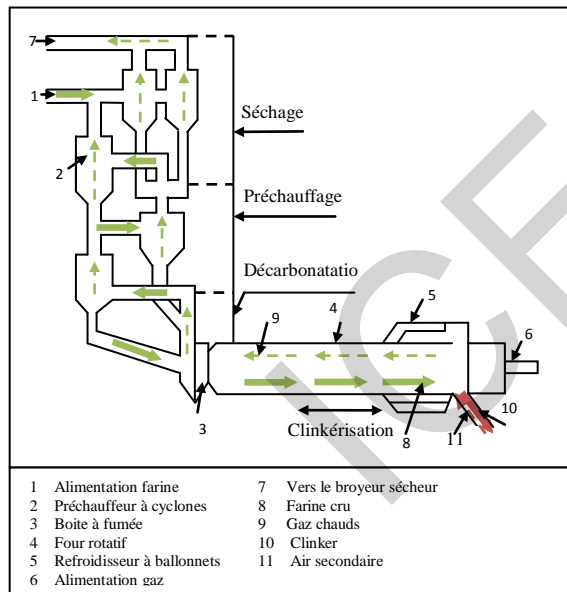 7
1
Séchage
2
Préchauffage
Décarbonatatio
9
4
5
6
3
Clinkérisation
8
11
10
ICE
1 Alimentation farine
2 Préchauffeur à cyclones
3 Boite à fumée
4 Four rotatif
5 Refroidisseur à ballonnets
6 Alimentation gaz
7 Vers le broyeur sécheur
8 Farine cru
9 Gaz chauds
10 Clinker
11 Air secondaire